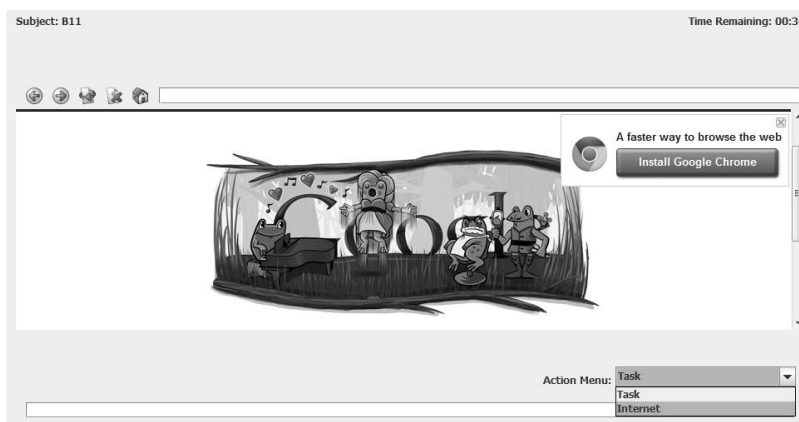 Subject: B11
Time Remaining: 00:3
A faster way to browse the web
Install Google Chrome
Google
Action Menu: Task
Task
Internet